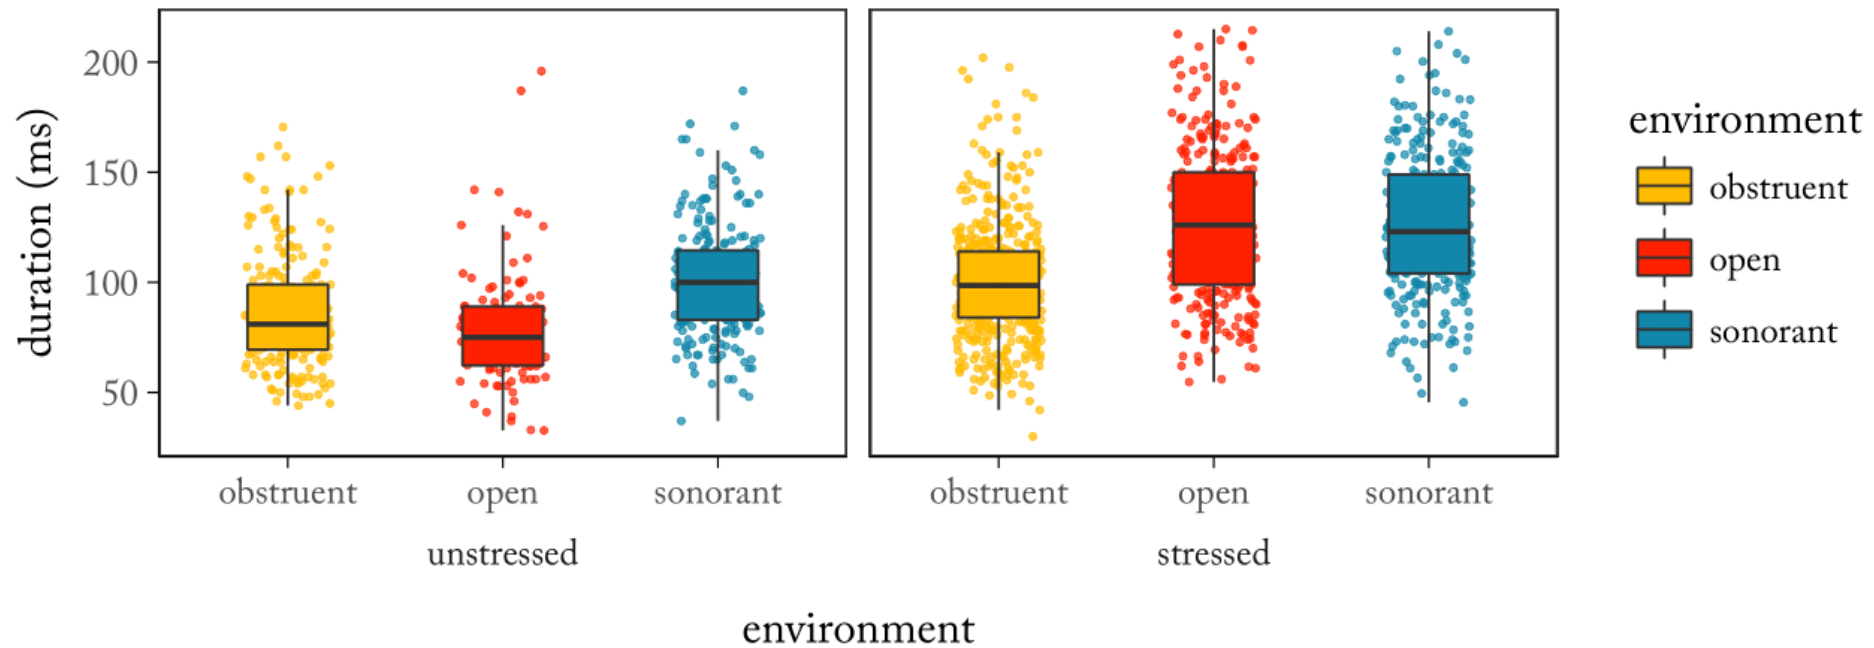 duration (ms)
200
150
100
50
obstruent open sonorant
unstressed
obstruent open sonorant
stressed
environment
environment
obstruent
open
sonorant